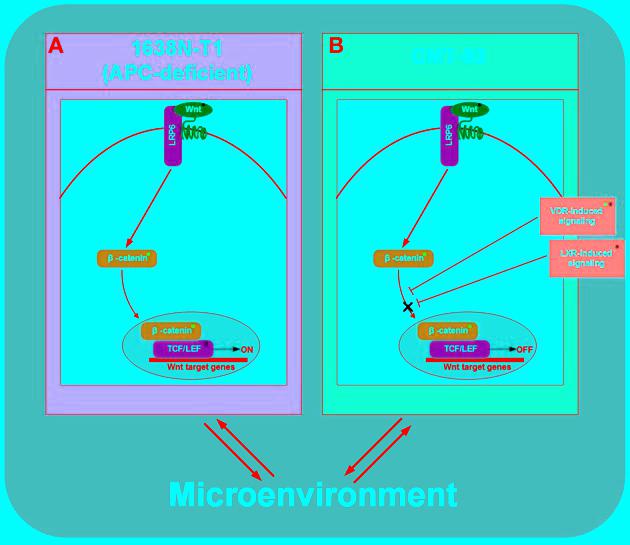 A
1638N-T1
(APC-deficient)
Wnt
LRP6
β -catenin
β -catenin
TCF/LEF
ON
Wnt target genes
B
CMT-93
Wnt
LRP6
VDR-induced
signaling
LXR-induced
signaling
β -catenin
β -catenin
TCF/LEF
OFF
Wnt target genes
Microenvironment